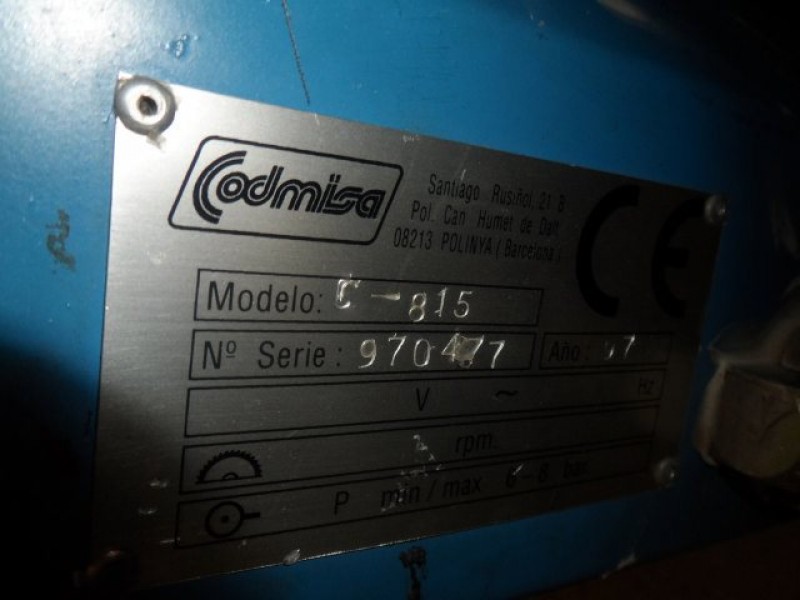 Codmisa
Santiago Rusiñol, 21 B
Pol. Can Humet de Dalt
08213 POLINYA (Barcelona)
CE
Modelo: C-815
Nº Serie: 970477
Año: 97
V ~ Hz
rpm.
P min/max 6-8 bar